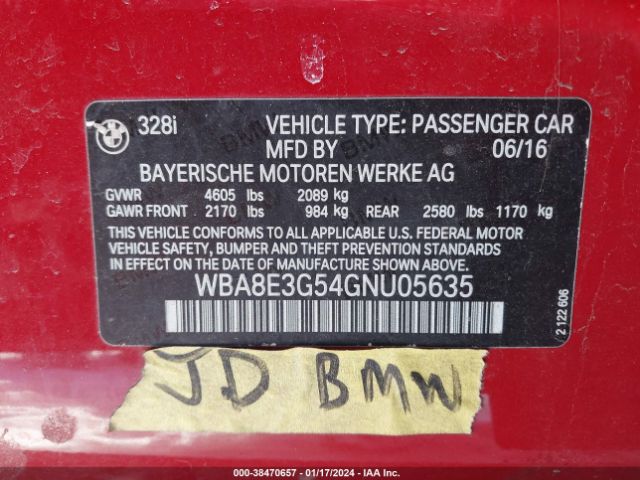 328i VEHICLE TYPE: PASSENGER CAR
MFD BY 06/16
BAYERISCHE MOTOREN WERKE AG
GVWR 4605 lbs 2089 kg
GAWR FRONT 2170 lbs 984 kg REAR 2580 lbs 1170 kg
THIS VEHICLE CONFORMS TO ALL APPLICABLE U.S. FEDERAL MOTOR
VEHICLE SAFETY, BUMPER AND THEFT PREVENTION STANDARDS
IN EFFECT ON THE DATE OF MANUFACTURE SHOWN ABOVE.
WBA8E3G54GNU05635
2 122 606
JD BMW
000-38470657 - 01/17/2024 - IAA Inc.